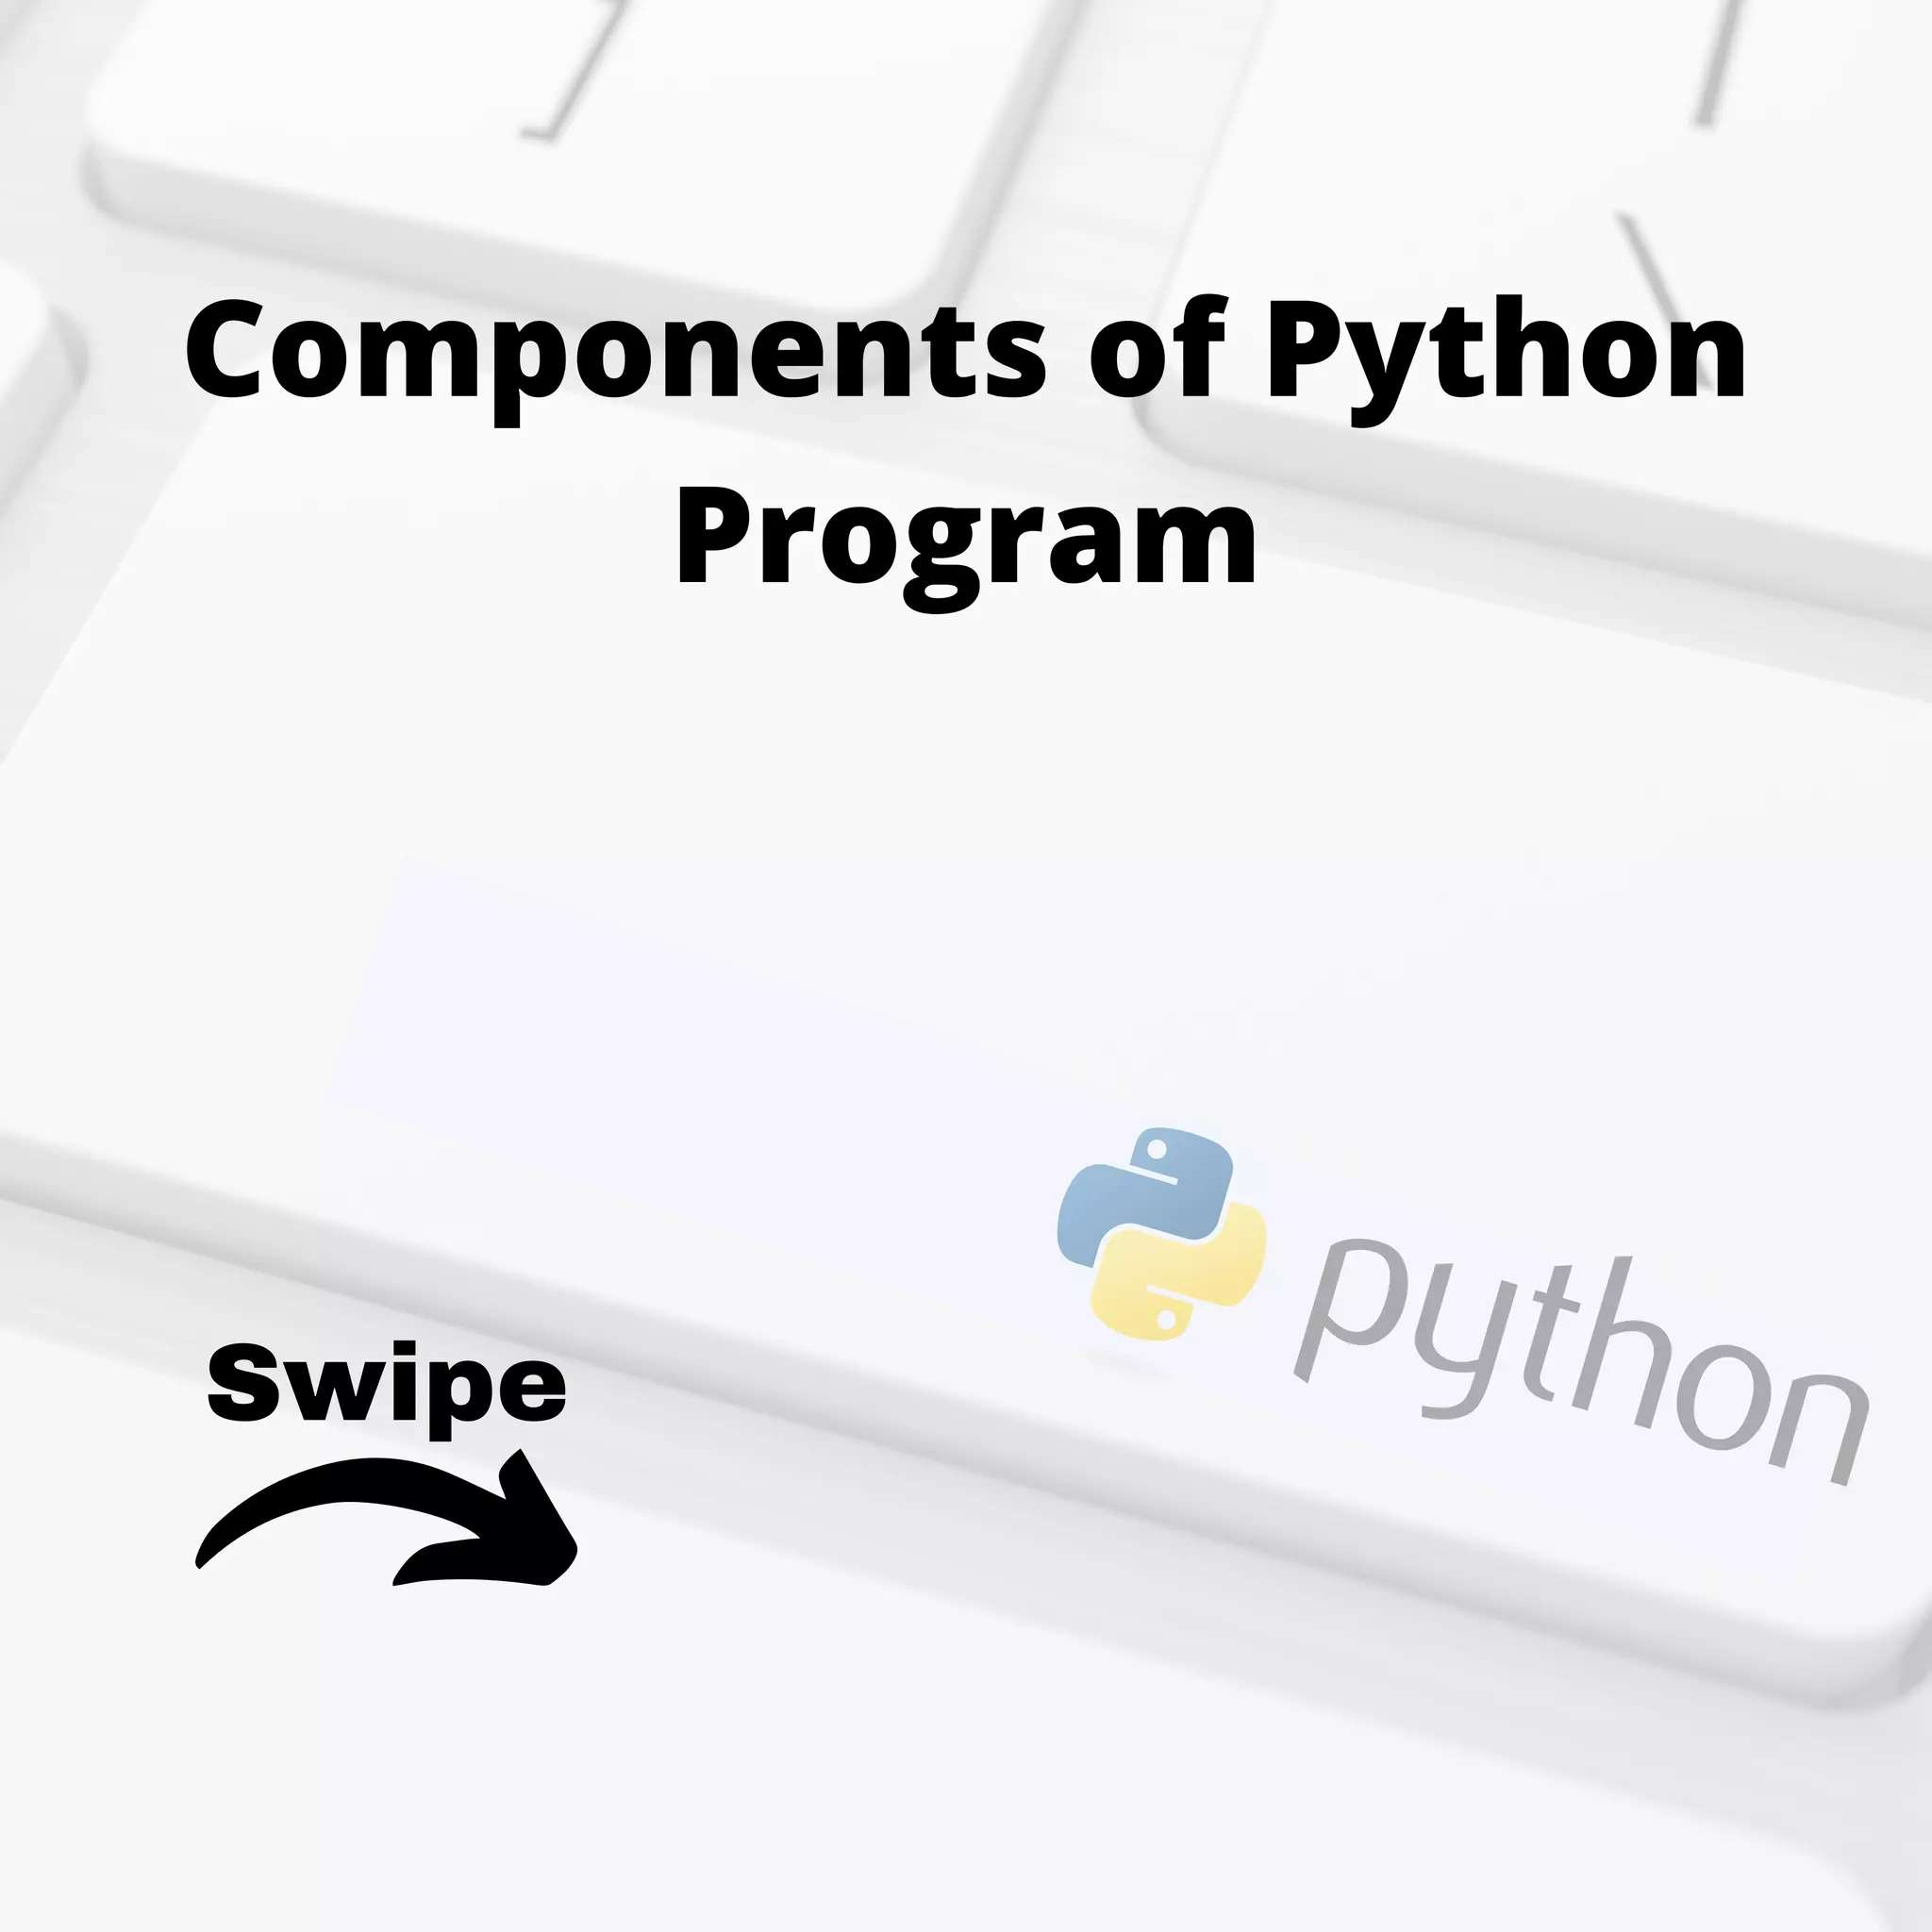 Components of Python
Program
python
Swipe